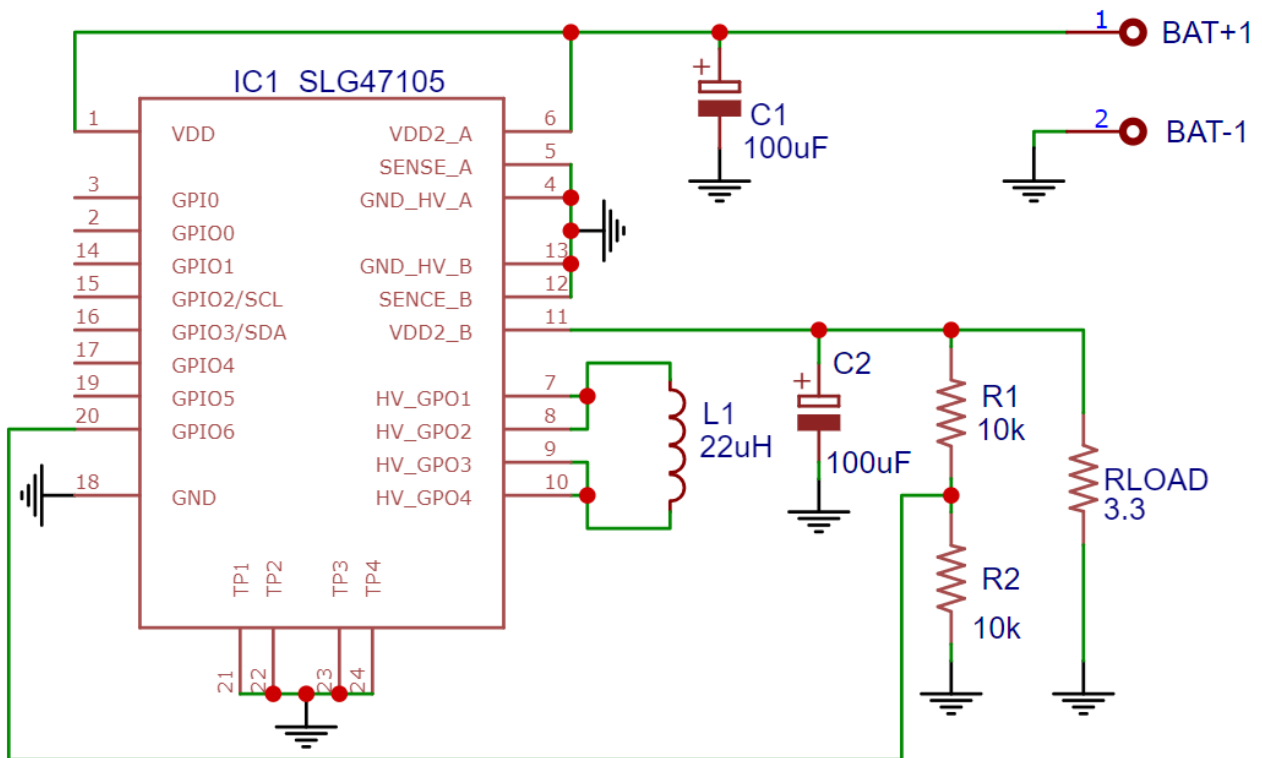 1 BAT+1
IC1 SLG47105
C1
100uF
2 BAT-1
1 VDD VDD2_A 6
SENSE_A 5
3 GPI0 GND_HV_A 4
2 GPIO0
14 GPIO1 GND_HV_B 13
15 GPIO2/SCL SENCE_B 12
16 GPIO3/SDA VDD2_B 11
17 GPIO4
19 GPIO5 HV_GPO1 7
20 GPIO6 HV_GPO2 8
HV_GPO3 9
18 GND HV_GPO4 10
L1
22uH
C2
100uF
R1
10k
RLOAD
3.3
R2
10k
TP1 TP2 TP3 TP4
21 22 23 24